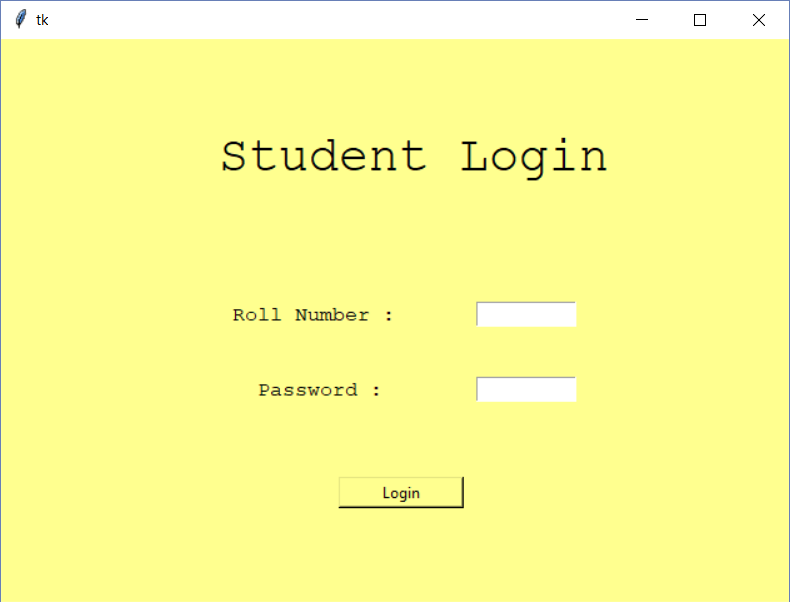 tk
Student Login
Roll Number :
Password :
Login